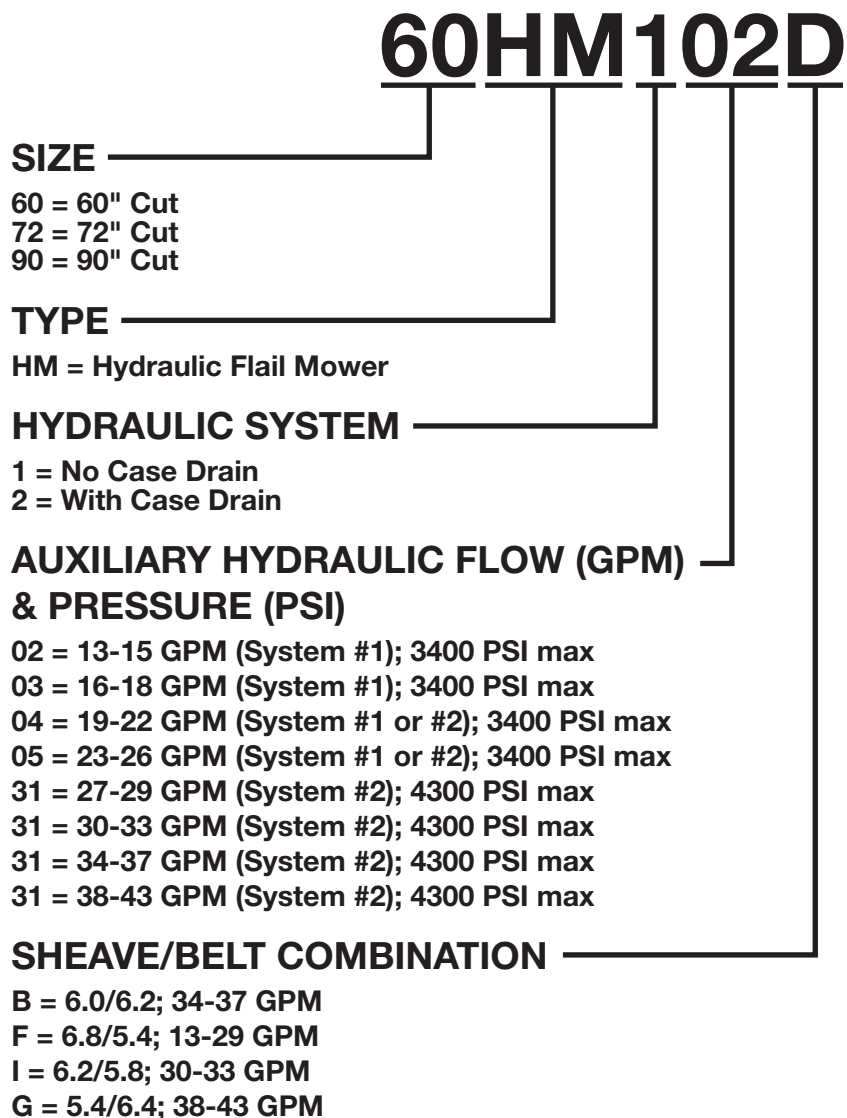 60HM102D
SIZE
60 = 60" Cut
72 = 72" Cut
90 = 90" Cut
TYPE
HM = Hydraulic Flail Mower
HYDRAULIC SYSTEM
1 = No Case Drain
2 = With Case Drain
AUXILIARY HYDRAULIC FLOW (GPM)
& PRESSURE (PSI)
02 = 13-15 GPM (System #1); 3400 PSI max
03 = 16-18 GPM (System #1); 3400 PSI max
04 = 19-22 GPM (System #1 or #2); 3400 PSI max
05 = 23-26 GPM (System #1 or #2); 3400 PSI max
31 = 27-29 GPM (System #2); 4300 PSI max
31 = 30-33 GPM (System #2); 4300 PSI max
31 = 34-37 GPM (System #2); 4300 PSI max
31 = 38-43 GPM (System #2); 4300 PSI max
SHEAVE/BELT COMBINATION
B = 6.0/6.2; 34-37 GPM
F = 6.8/5.4; 13-29 GPM
I = 6.2/5.8; 30-33 GPM
G = 5.4/6.4; 38-43 GPM